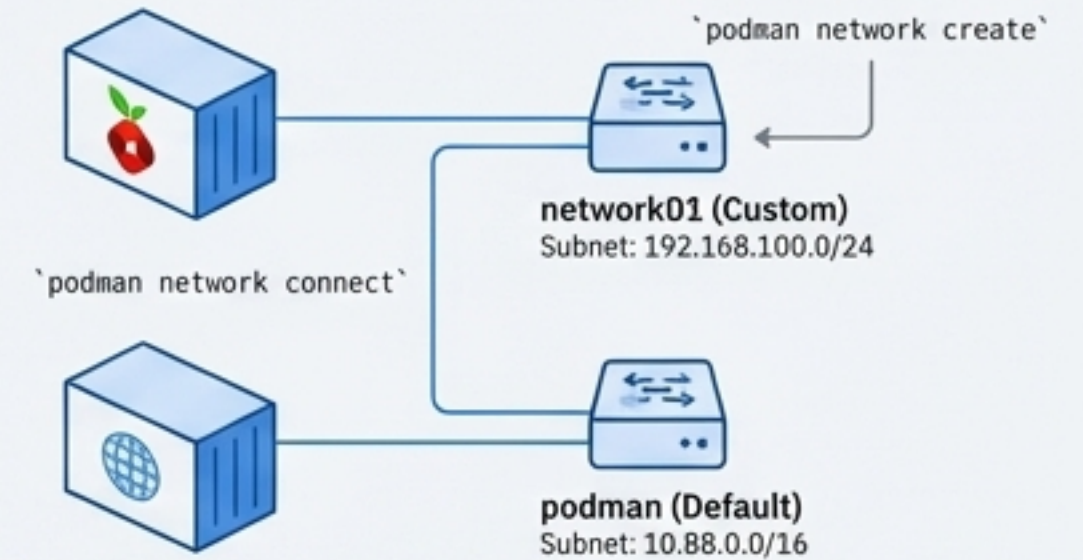 `podman network create`
network01 (Custom)
Subnet: 192.168.100.0/24
`podman network connect`
podman (Default)
Subnet: 10.88.0.0/16